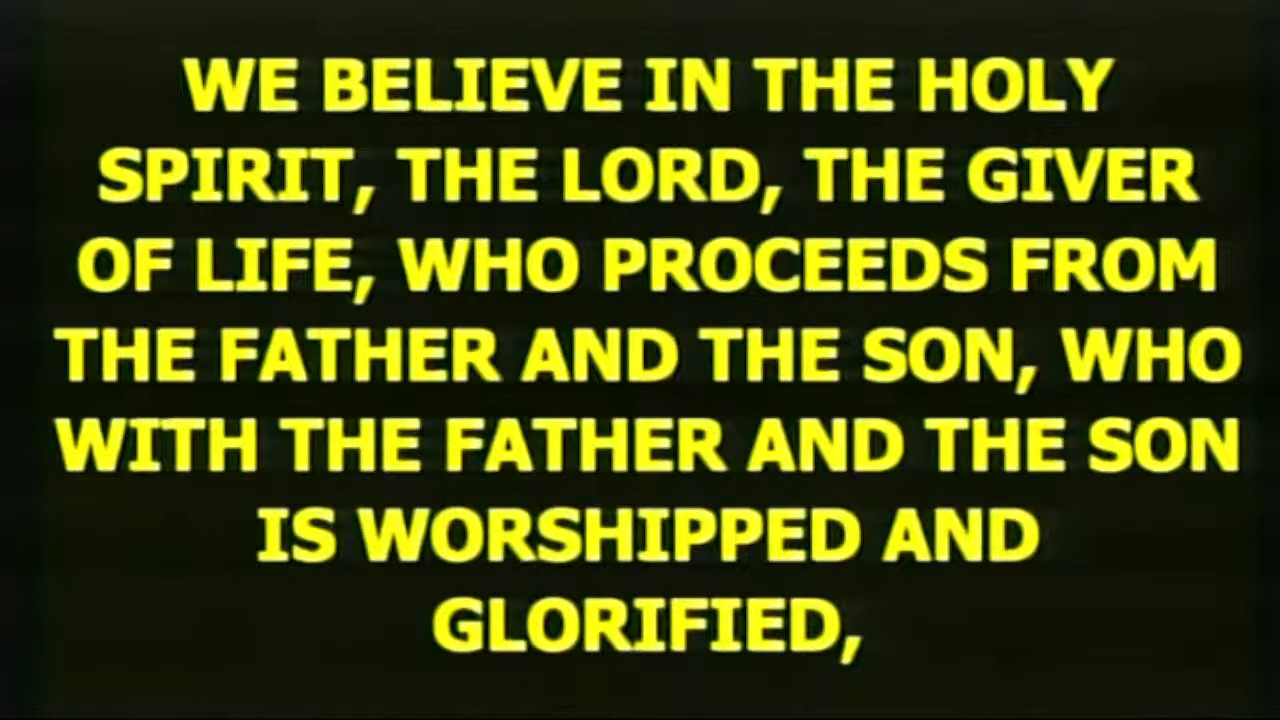 WE BELIEVE IN THE HOLY
SPIRIT, THE LORD, THE GIVER
OF LIFE, WHO PROCEEDS FROM
THE FATHER AND THE SON, WHO
WITH THE FATHER AND THE SON
IS WORSHIPPED AND
GLORIFIED,